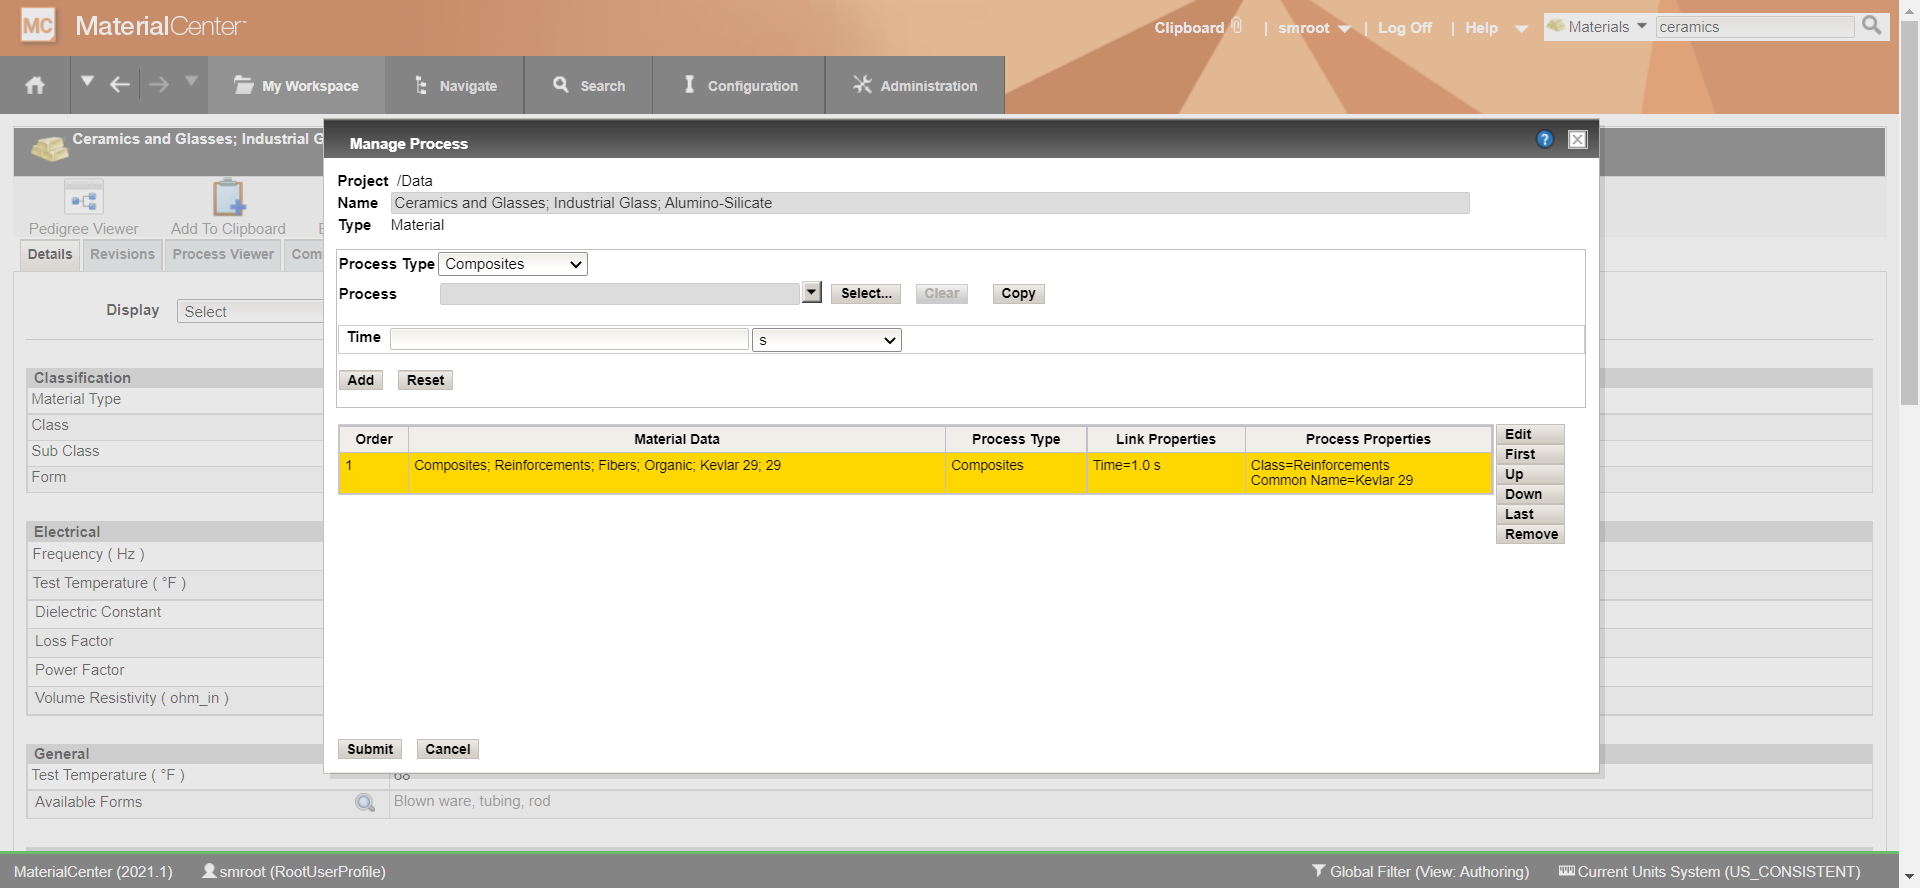 MC MaterialCenter
Clipboard | smroot | Log Off | Help Materials ceramics
My Workspace Navigate Search Configuration Administration
Ceramics and Glasses; Industrial G
Pedigree Viewer Add To Clipboard
Details Revisions Process Viewer Com
Display Select
Classification
Material Type
Class
Sub Class
Form
Electrical
Frequency ( Hz )
Test Temperature ( °F )
Dielectric Constant
Loss Factor
Power Factor
Volume Resistivity ( ohm_in )
General
Test Temperature ( °F ) 68
Available Forms Blown ware, tubing, rod
Manage Process ?
Project /Data
Name Ceramics and Glasses; Industrial Glass; Alumino-Silicate
Type Material
Process Type Composites
Process Select... Clear Copy
Time s
Add Reset
Order Material Data Process Type Link Properties Process Properties
1 Composites; Reinforcements; Fibers; Organic; Kevlar 29; 29 Composites Time=1.0 s Class=Reinforcements
Common Name=Kevlar 29
Edit
First
Up
Down
Last
Remove
Submit Cancel
MaterialCenter (2021.1) smroot (RootUserProfile) Global Filter (View: Authoring) Current Units System (US_CONSISTENT)